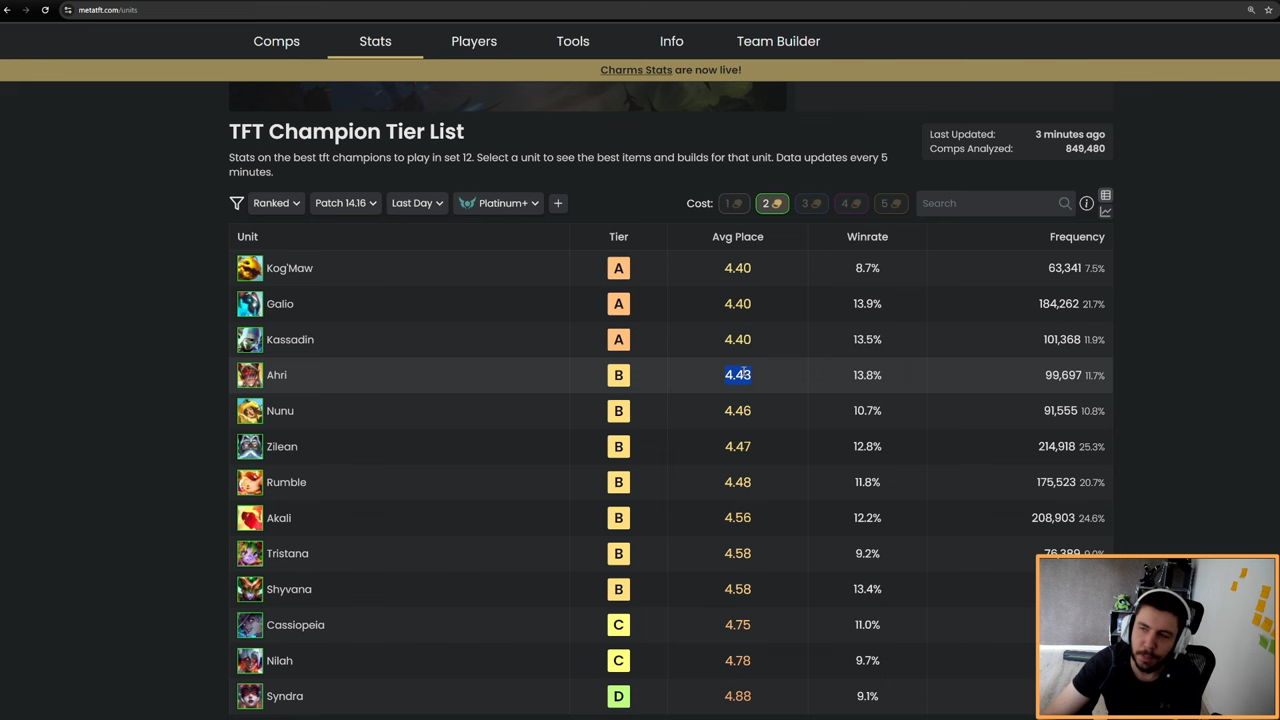 metatft.com/units
Comps Stats Players Tools Info Team Builder
Charms Stats are now live!
TFT Champion Tier List
Stats on the best tft champions to play in set 12. Select a unit to see the best items and builds for that unit. Data updates every 5
minutes.
Last Updated: 3 minutes ago
Comps Analyzed: 849,480
Ranked Patch 14.16 Last Day Platinum+ + Cost: 1 2 3 4 5 Search
Unit Tier Avg Place Winrate Frequency
Kog'Maw A 4.40 8.7% 63,341 7.5%
Galio A 4.40 13.9% 184,262 21.7%
Kassadin A 4.40 13.5% 101,368 11.9%
Ahri B 4.43 13.8% 99,697 11.7%
Nunu B 4.46 10.7% 91,555 10.8%
Zilean B 4.47 12.8% 214,918 25.3%
Rumble B 4.48 11.8% 175,523 20.7%
Akali B 4.56 12.2% 208,903 24.6%
Tristana B 4.58 9.2% 76,389 9.0%
Shyvana B 4.58 13.4%
Cassiopeia C 4.75 11.0%
Nilah C 4.78 9.7%
Syndra D 4.88 9.1%